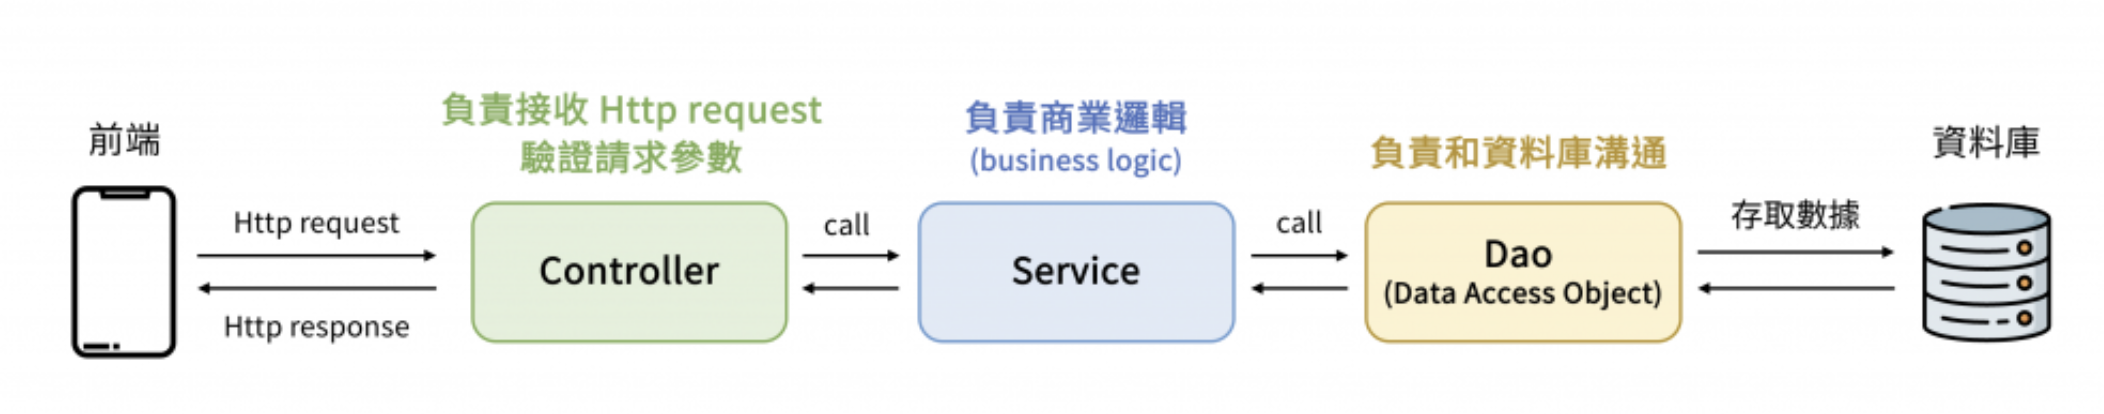 前端
Http request
Http response
負責接收 Http request
驗證請求參數
Controller
call
負責商業邏輯
(business logic)
Service
call
負責和資料庫溝通
Dao
(Data Access Object)
存取數據
資料庫